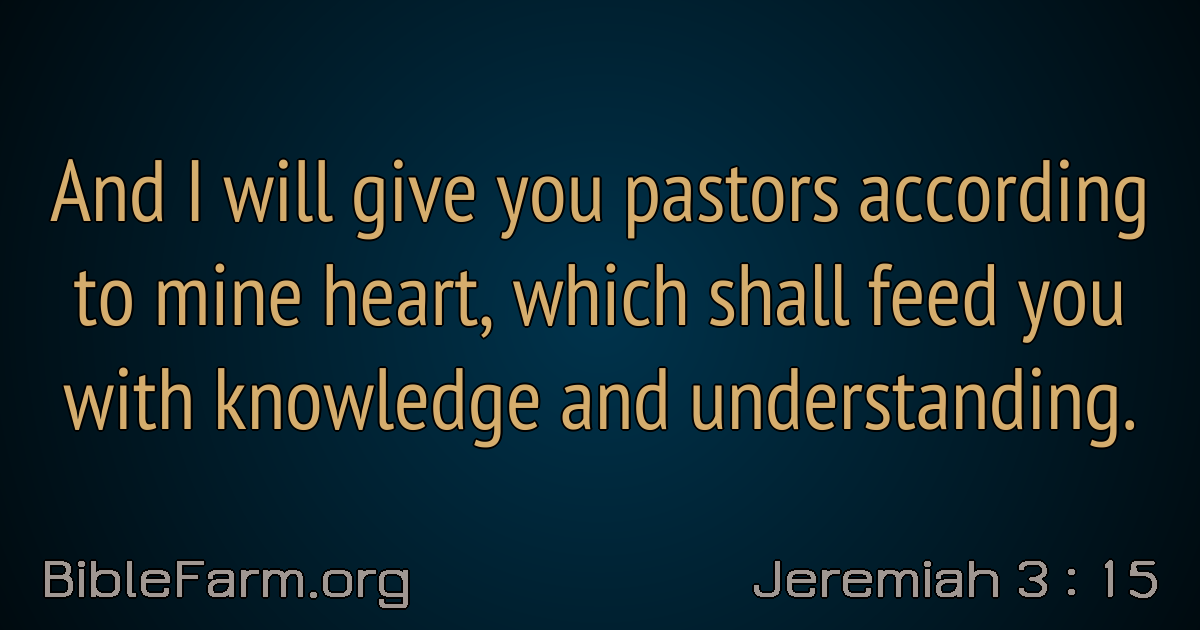 And I will give you pastors according
to mine heart, which shall feed you
with knowledge and understanding.
BibleFarm.org
Jeremiah 3 : 15